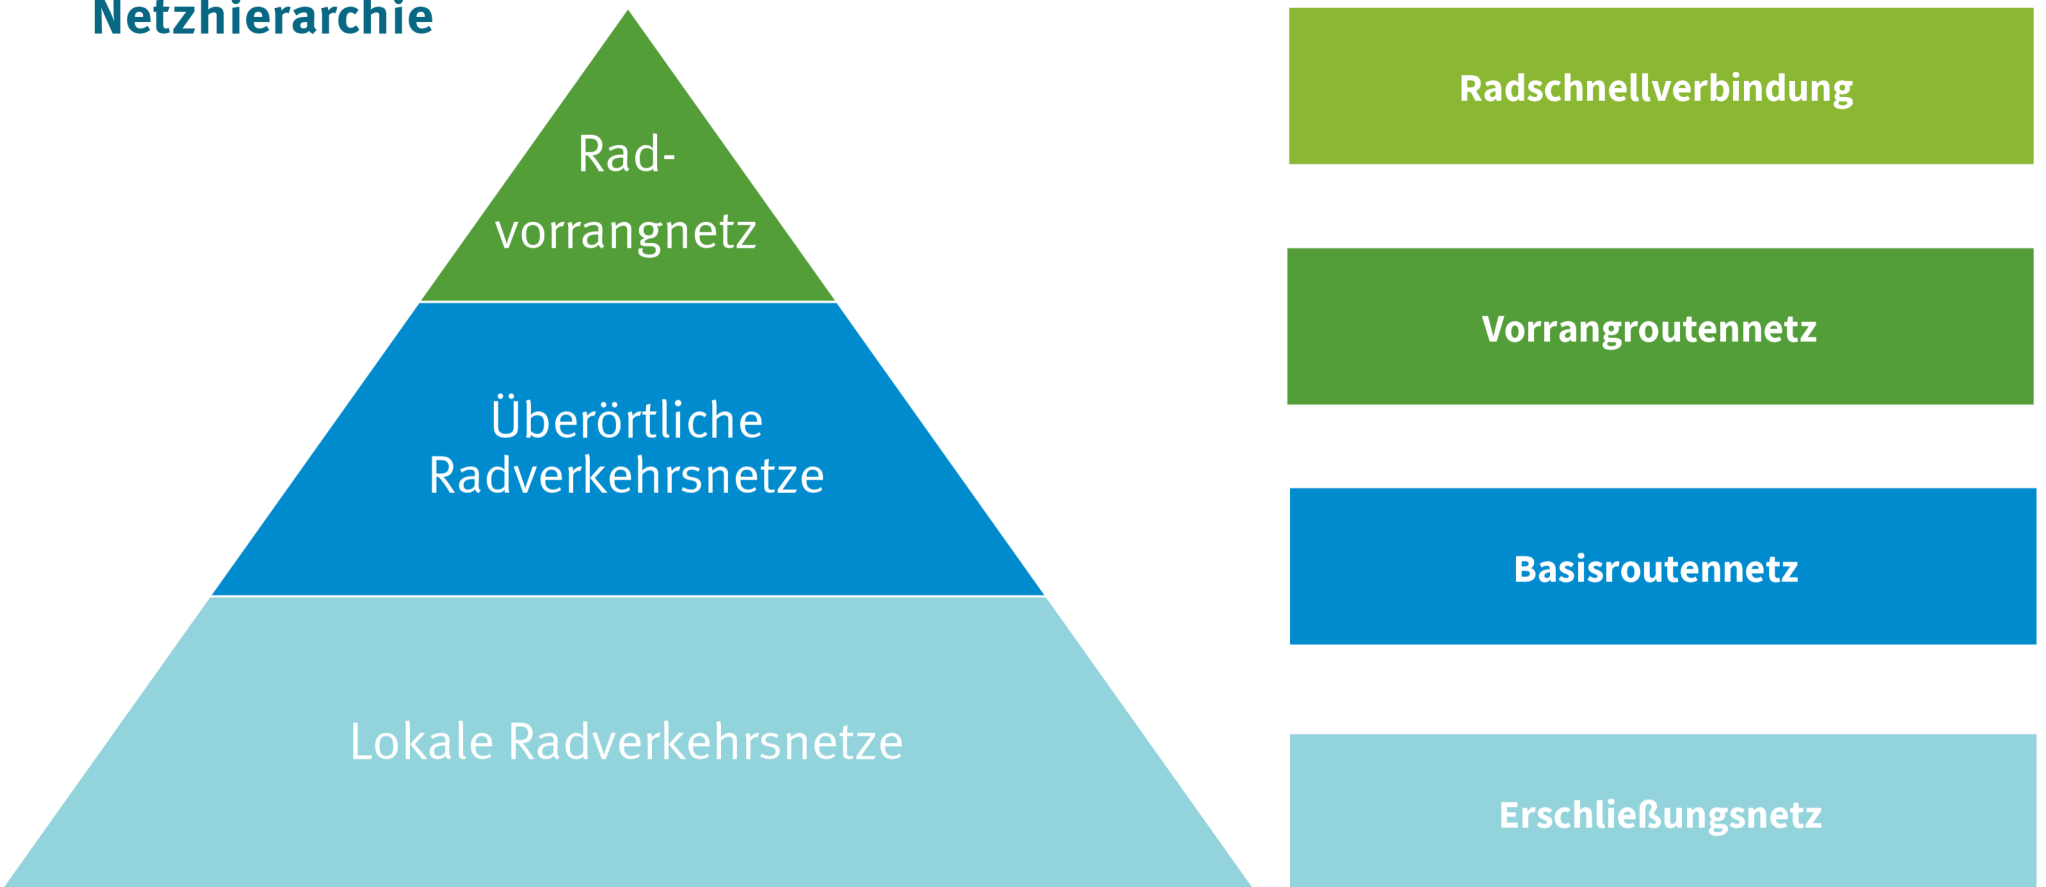 Netzhierarchie
Rad-
vorrangnetz
Überörtliche
Radverkehrsnetze
Lokale Radverkehrsnetze
Radschnellverbindung
Vorrangroutennetz
Basisroutennetz
Erschließungsnetz